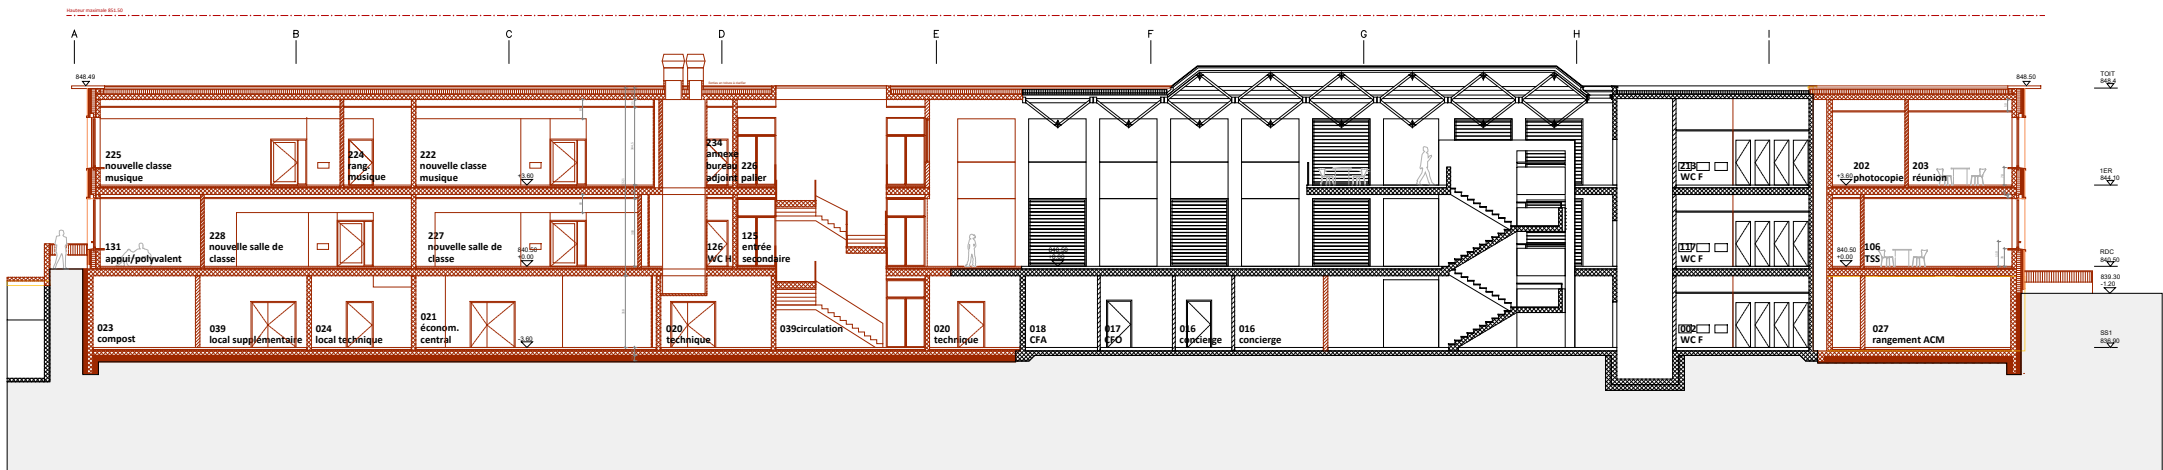 Hauteur maximale 851.50
A B C D E F G H I
848.49
848.50
TOIT
848.4
225
nouvelle classe
musique
224
rang.
musique
222
nouvelle classe
musique
+3.60
234
annexe
bureau
adjoint
226
palier
213
WC F
+3.60
202
photocopie
203
réunion
1ER
844.10
131
appui/polyvalent
228
nouvelle salle de
classe
227
nouvelle salle de
classe
840.50
+0.00
126
WC H
125
entrée
secondaire
117
WC F
840.50
+0.00
106
TSS
RDC
840.50
839.30
-1.20
023
compost
039
local supplémentaire
024
local technique
021
économ.
central
-3.60
020
technique
039circulation
020
technique
018
CFA
017
CFO
016
concierge
016
concierge
002
WC F
027
rangement ACM
SS1
836.90